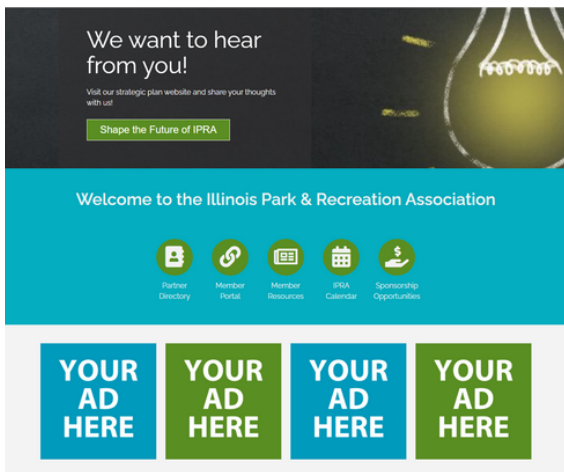 We want to hear
from you!
Visit our strategic plan website and share your thoughts
with us!
Shape the Future of IPRA
Welcome to the Illinois Park & Recreation Association
Partner
Directory
Member
Portal
Member
Resources
IPRA
Calendar
Sponsorship
Opportunities
$
YOUR
AD
HERE
YOUR
AD
HERE
YOUR
AD
HERE
YOUR
AD
HERE